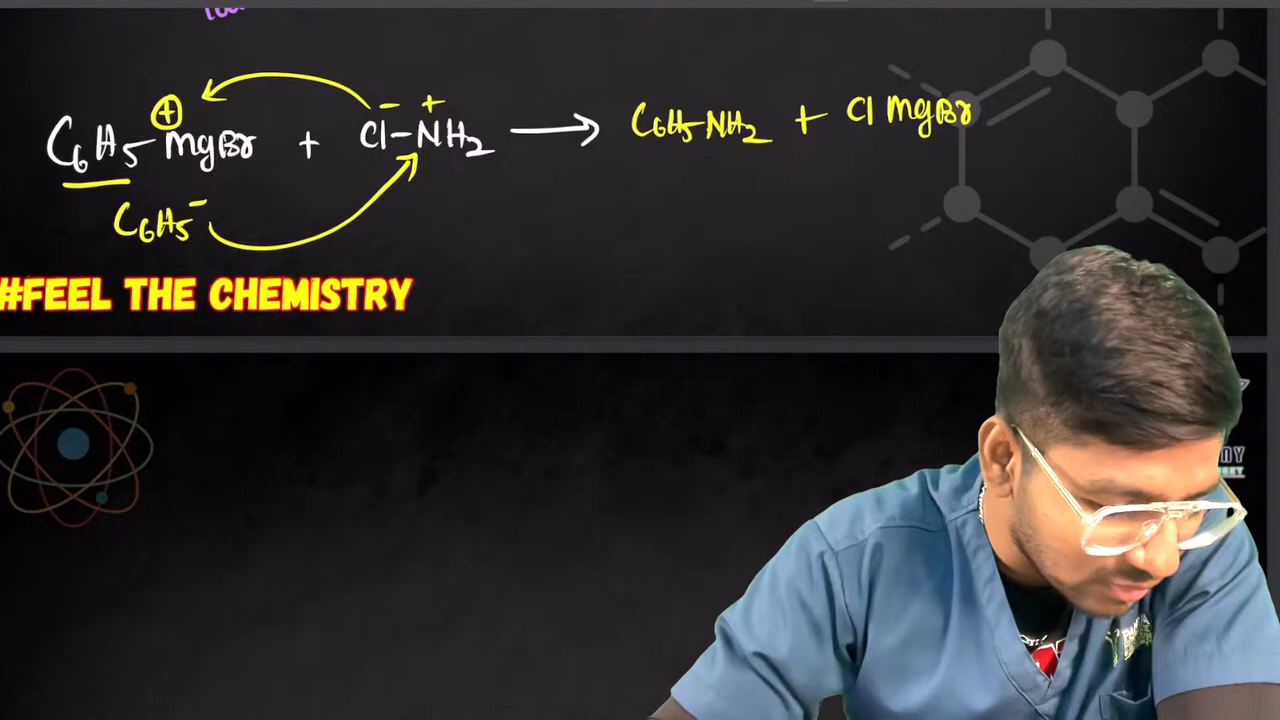 C6H5-MgBr + Cl-NH2 ⟶ C6H5-NH2 + Cl MgBr
⊕ - +
C6H5-
#FEEL THE CHEMISTRY